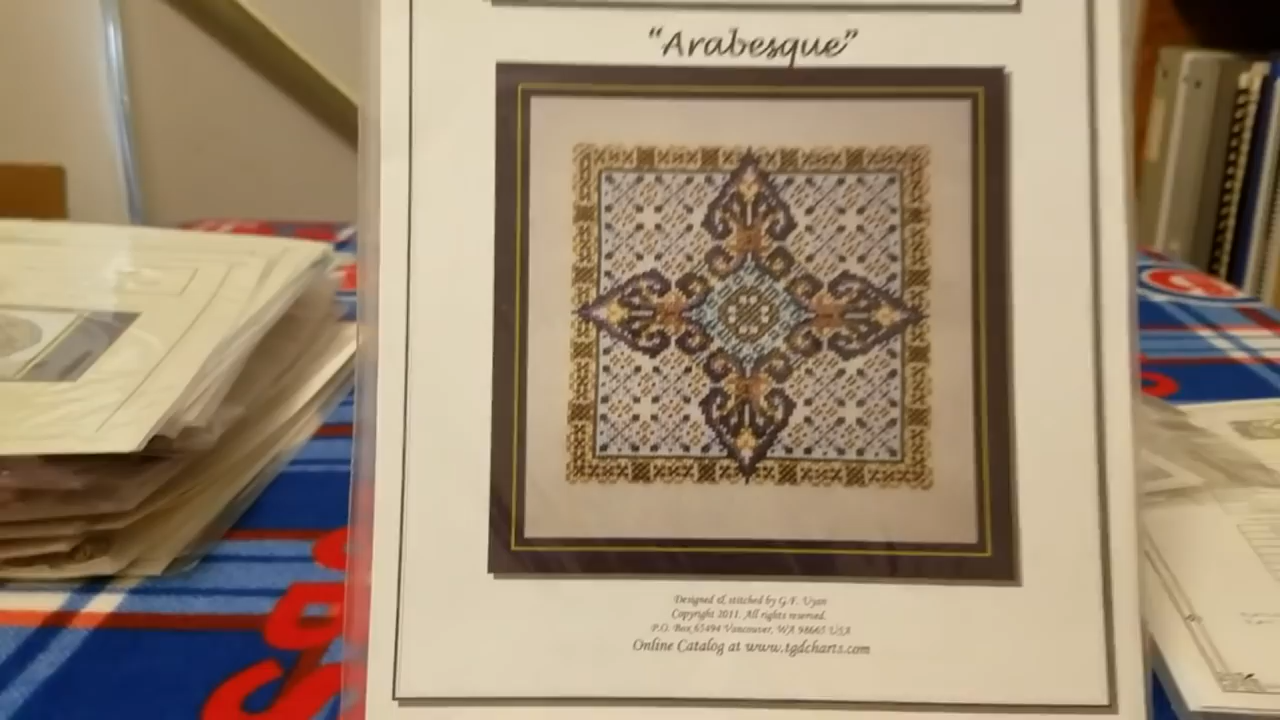 “Arabesque”
Designed & stitched by G.F. Uyan
Copyright 2011. All rights reserved.
P.O. Box 65494 Vancouver, WA 98665 USA
Online Catalog at www.tgdcharts.com